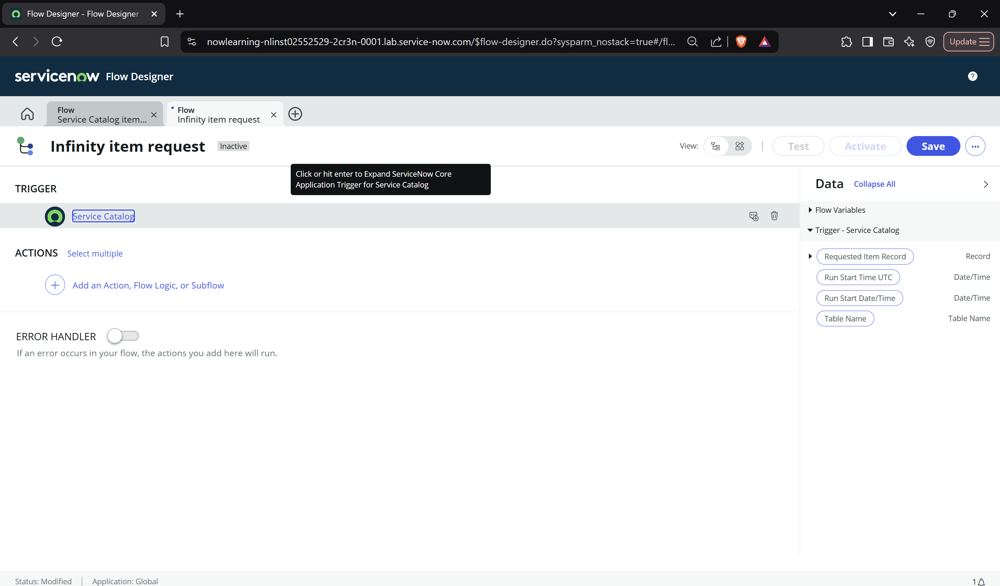 Flow Designer - Flow Designer
nowlearning-nlinst02552529-2cr3n-0001.lab.service-now.com/$flow-designer.do?sysparm_nostack=true#/fl...
Update
servicenow Flow Designer
?
Flow
Service Catalog item...
Flow
Infinity item request
Infinity item request
Inactive
View:
Test
Activate
Save
Click or hit enter to Expand ServiceNow Core
Application Trigger for Service Catalog
TRIGGER
Service Catalog
ACTIONS
Select multiple
Add an Action, Flow Logic, or Subflow
ERROR HANDLER
If an error occurs in your flow, the actions you add here will run.
Data
Collapse All
Flow Variables
Trigger - Service Catalog
Requested Item Record Record
Run Start Time UTC Date/Time
Run Start Date/Time Date/Time
Table Name Table Name
Status: Modified
Application: Global
1